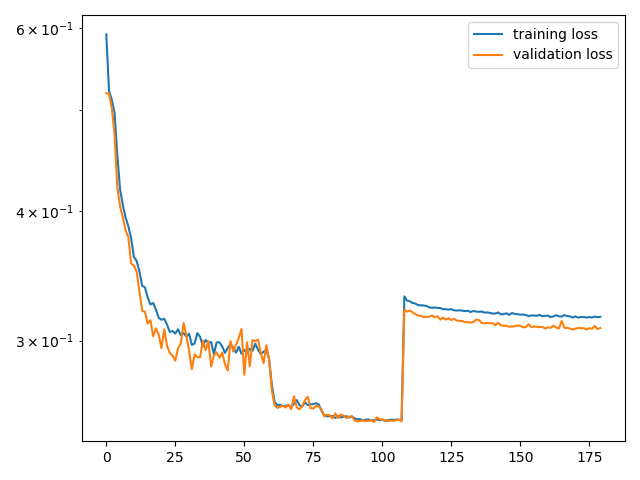 6 × 10⁻¹
4 × 10⁻¹
3 × 10⁻¹
training loss
validation loss
0 25 50 75 100 125 150 175